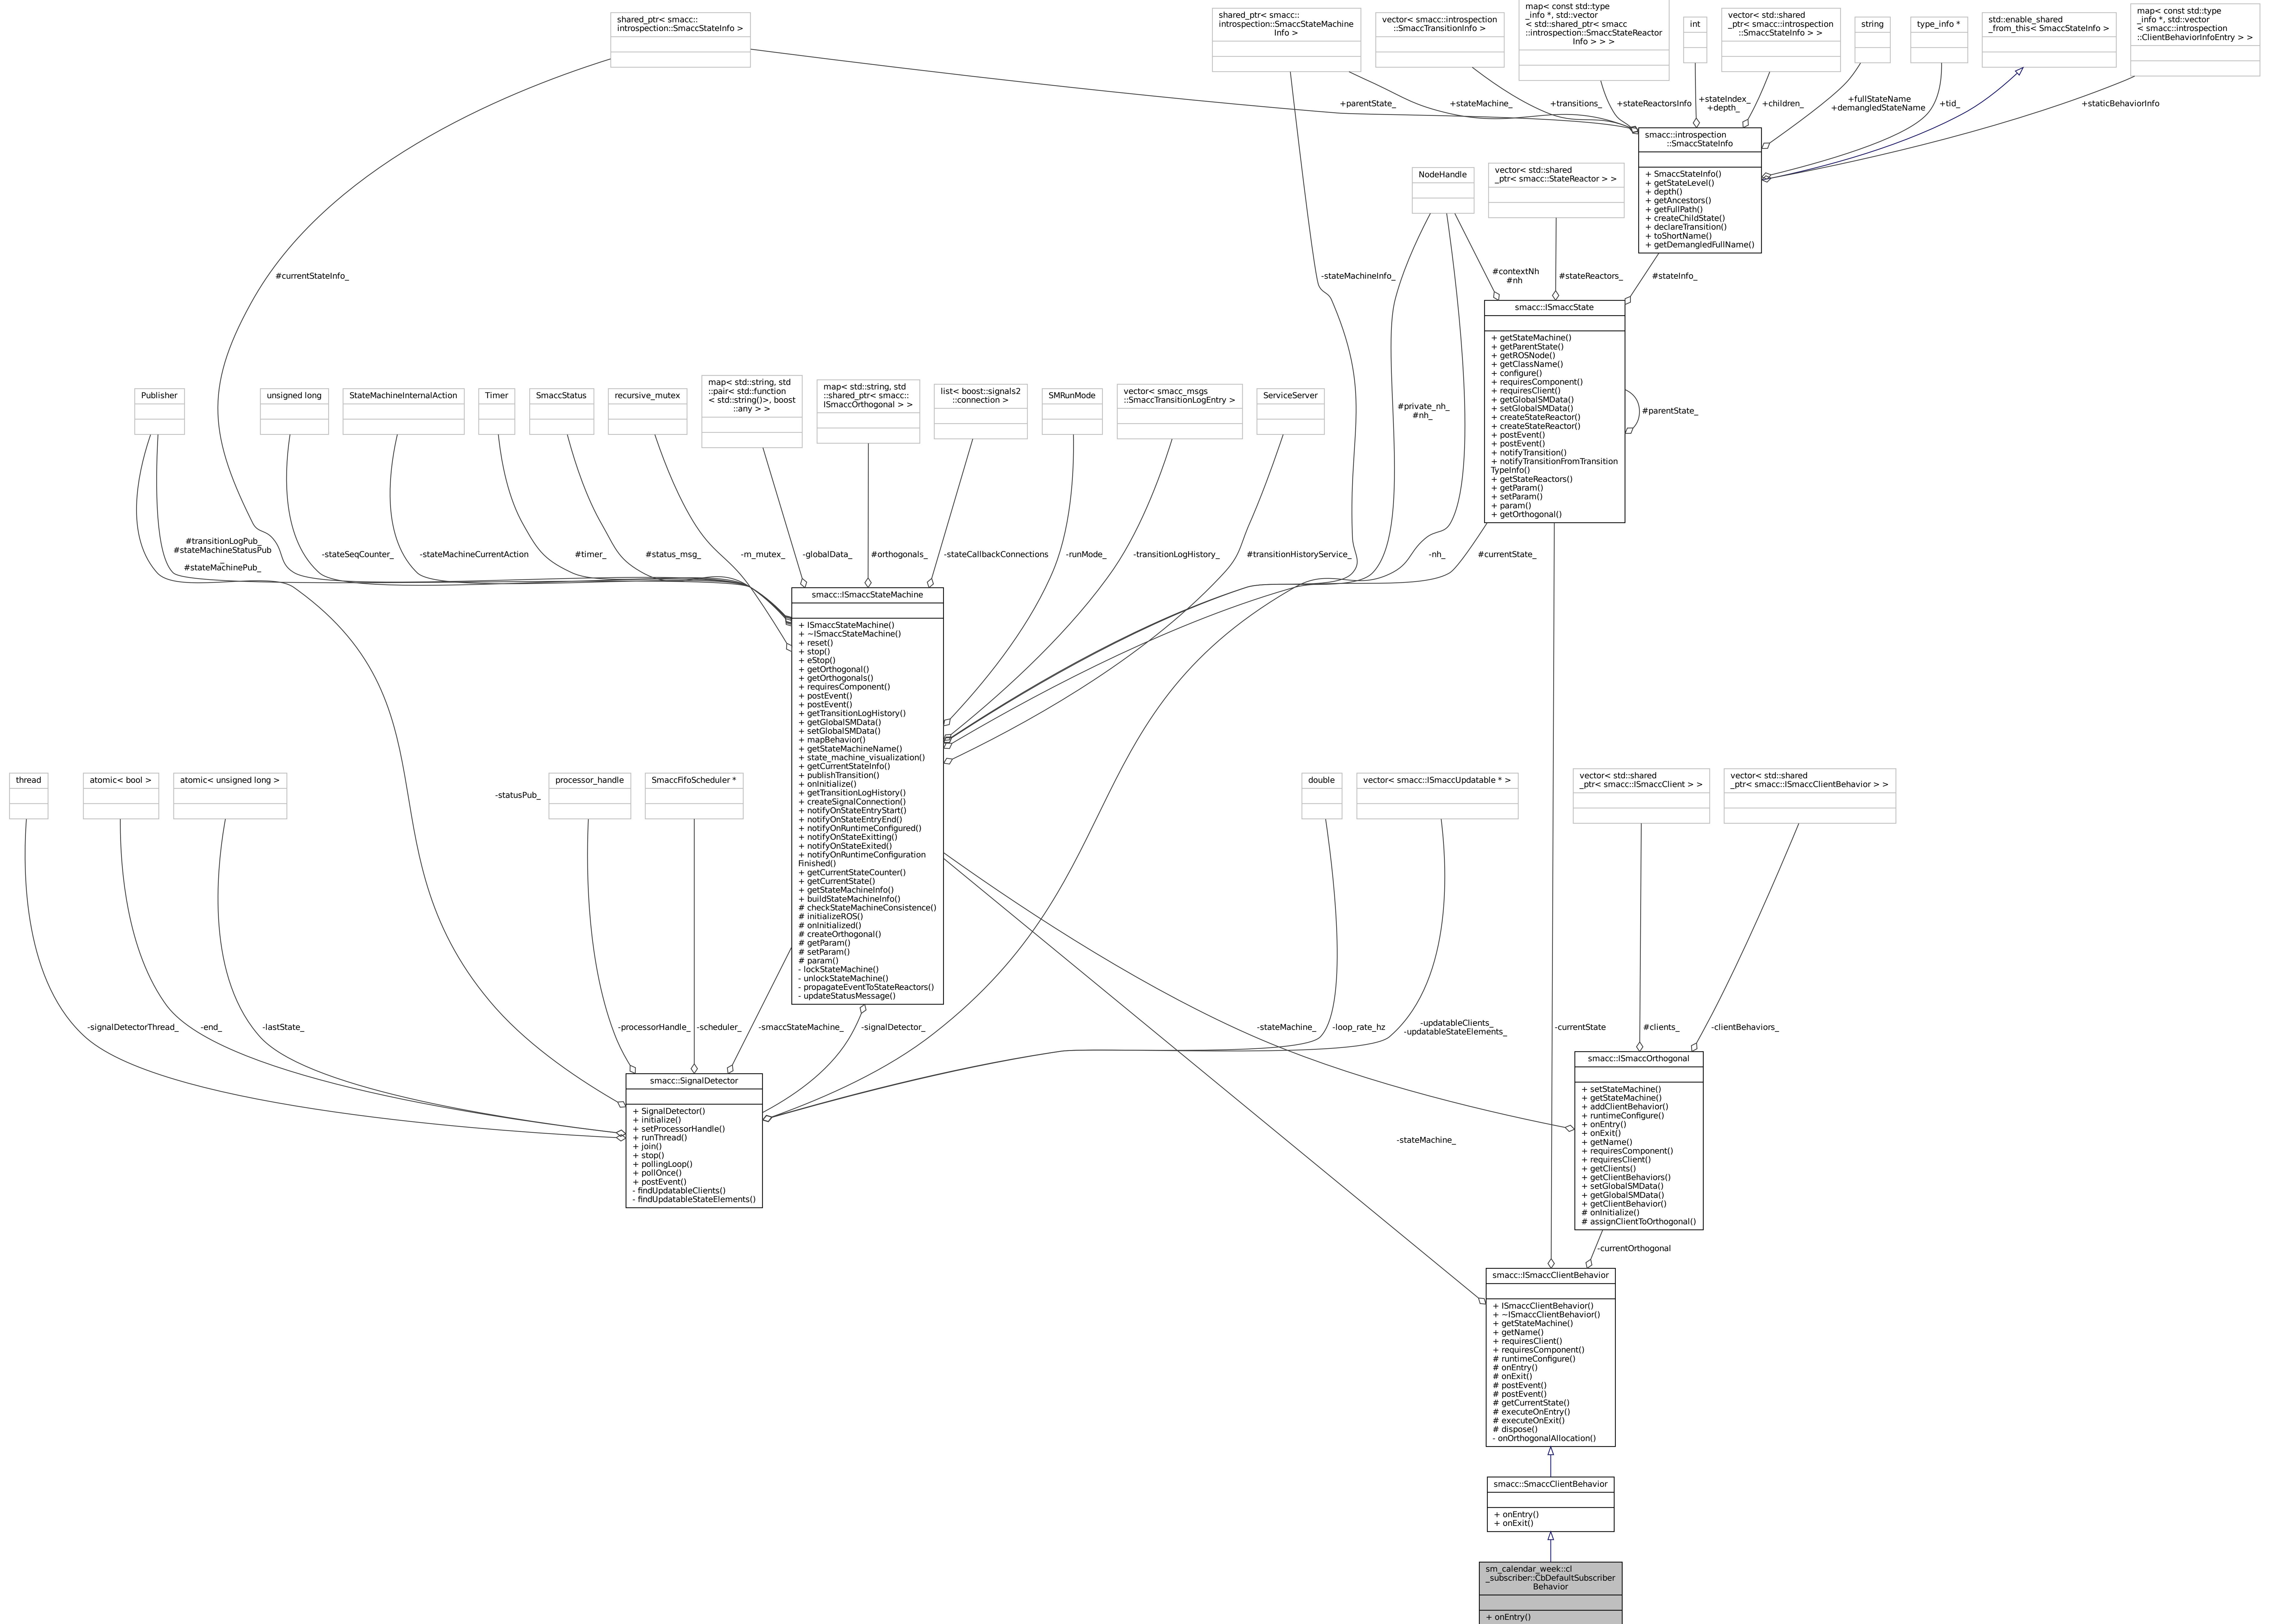 shared_ptr< smacc::
introspection::SmaccStateInfo >
shared_ptr< smacc::
introspection::SmaccStateMachine
Info >
vector< smacc::introspection
::SmaccTransitionInfo >
map< const std::type
_info *, std::vector
< std::shared_ptr< smacc
::introspection::SmaccStateReactor
Info > > >
int
vector< std::shared
_ptr< smacc::introspection
::SmaccStateInfo > >
string
type_info *
std::enable_shared
_from_this< SmaccStateInfo >
map< const std::type
_info *, std::vector
< smacc::introspection
::ClientBehaviorInfoEntry > >
+parentState_
+stateMachine_
+transitions_
+stateReactorsInfo
+stateIndex_
+depth_
+children_
+fullStateName
+demangledStateName
+tid_
+staticBehaviorInfo
smacc::introspection
::SmaccStateInfo
+ SmaccStateInfo()
+ getStateLevel()
+ depth()
+ getAncestors()
+ getFullPath()
+ createChildState()
+ declareTransition()
+ toShortName()
+ getDemangledFullName()
NodeHandle
vector< std::shared
_ptr< smacc::StateReactor > >
#currentStateInfo_
-stateMachineInfo_
#contextNh
#nh
#stateReactors_
#stateInfo_
smacc::ISmaccState
+ getStateMachine()
+ getParentState()
+ getROSNode()
+ getClassName()
+ configure()
+ requiresComponent()
+ requiresClient()
+ getGlobalSMData()
+ setGlobalSMData()
+ createStateReactor()
+ createStateReactor()
+ postEvent()
+ postEvent()
+ notifyTransition()
+ notifyTransitionFromTransition
TypeInfo()
+ getStateReactors()
+ getParam()
+ setParam()
+ param()
+ getOrthogonal()
#parentState_
Publisher
unsigned long
StateMachineInternalAction
Timer
SmaccStatus
recursive_mutex
map< std::string, std
::pair< std::function
< std::string()>, boost
::any > >
map< std::string, std
::shared_ptr< smacc::
ISmaccOrthogonal > >
list< boost::signals2
::connection >
SMRunMode
vector< smacc_msgs
::SmaccTransitionLogEntry >
ServiceServer
#private_nh_
#nh_
#transitionLogPub_
#stateMachineStatusPub
_
#stateMachinePub_
-stateSeqCounter_
-stateMachineCurrentAction
#timer_
#status_msg_
-m_mutex_
-globalData_
#orthogonals_
-stateCallbackConnections
-runMode_
-transitionLogHistory_
#transitionHistoryService_
-nh_
#currentState_
smacc::ISmaccStateMachine
+ ISmaccStateMachine()
+ ~ISmaccStateMachine()
+ reset()
+ stop()
+ eStop()
+ getOrthogonal()
+ getOrthogonals()
+ requiresComponent()
+ postEvent()
+ postEvent()
+ getTransitionLogHistory()
+ getGlobalSMData()
+ setGlobalSMData()
+ mapBehavior()
+ getStateMachineName()
+ state_machine_visualization()
+ getCurrentStateInfo()
+ publishTransition()
+ onInitialize()
+ getTransitionLogHistory()
+ createSignalConnection()
+ notifyOnStateEntryStart()
+ notifyOnStateEntryEnd()
+ notifyOnRuntimeConfigured()
+ notifyOnStateExitting()
+ notifyOnStateExited()
+ notifyOnRuntimeConfiguration
Finished()
+ getCurrentStateCounter()
+ getCurrentState()
+ getStateMachineInfo()
+ buildStateMachineInfo()
# checkStateMachineConsistence()
# initializeROS()
# onInitialized()
# createOrthogonal()
# getParam()
# setParam()
# param()
- lockStateMachine()
- unlockStateMachine()
- propagateEventToStateReactors()
- updateStatusMessage()
thread
atomic< bool >
atomic< unsigned long >
-statusPub_
processor_handle
SmaccFifoScheduler *
double
vector< smacc::ISmaccUpdatable * >
vector< std::shared
_ptr< smacc::ISmaccClient > >
vector< std::shared
_ptr< smacc::ISmaccClientBehavior > >
-signalDetectorThread_
-end_
-lastState_
-processorHandle_
-scheduler_
-smaccStateMachine_
-signalDetector_
-stateMachine_
-loop_rate_hz
-updatableClients_
-updatableStateElements_
-currentState
#clients_
-clientBehaviors_
smacc::SignalDetector
+ SignalDetector()
+ initialize()
+ setProcessorHandle()
+ runThread()
+ join()
+ stop()
+ pollingLoop()
+ pollOnce()
+ postEvent()
- findUpdatableClients()
- findUpdatableStateElements()
smacc::ISmaccOrthogonal
+ setStateMachine()
+ getStateMachine()
+ addClientBehavior()
+ runtimeConfigure()
+ onEntry()
+ onExit()
+ getName()
+ requiresComponent()
+ requiresClient()
+ getClients()
+ getClientBehaviors()
+ setGlobalSMData()
+ getGlobalSMData()
+ getClientBehavior()
# onInitialize()
# assignClientToOrthogonal()
-stateMachine_
-currentOrthogonal
smacc::ISmaccClientBehavior
+ ISmaccClientBehavior()
+ ~ISmaccClientBehavior()
+ getStateMachine()
+ getName()
+ requiresClient()
+ requiresComponent()
# runtimeConfigure()
# onEntry()
# onExit()
# postEvent()
# postEvent()
# getCurrentState()
# executeOnEntry()
# executeOnExit()
# dispose()
- onOrthogonalAllocation()
smacc::SmaccClientBehavior
+ onEntry()
+ onExit()
sm_calendar_week::cl
_subscriber::CbDefaultSubscriber
Behavior
+ onEntry()